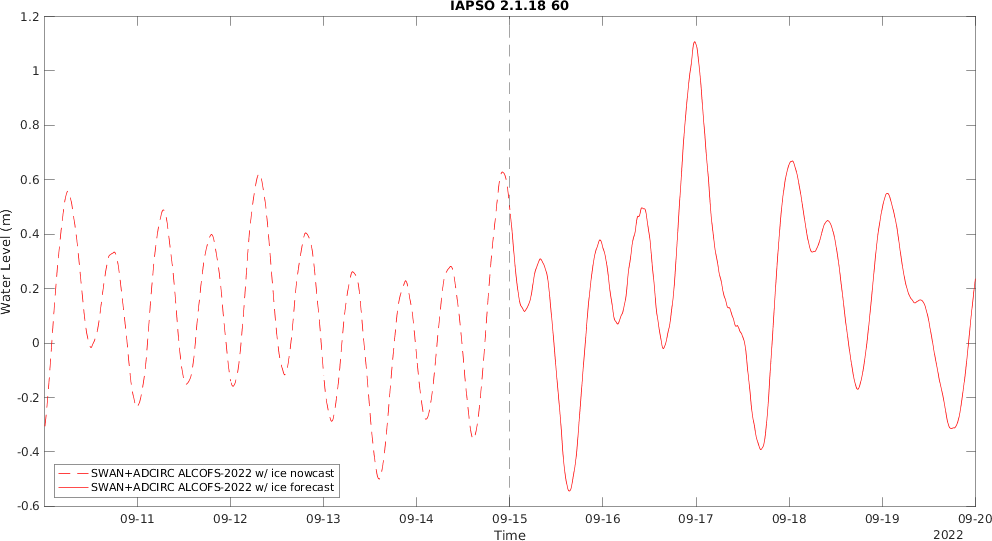 IAPSO 2.1.18 60
1.2
1
0.8
0.6
0.4
0.2
0
-0.2
-0.4
-0.6
Water Level (m)
SWAN+ADCIRC ALCOFS-2022 w/ ice nowcast
SWAN+ADCIRC ALCOFS-2022 w/ ice forecast
09-11 09-12 09-13 09-14 09-15 09-16 09-17 09-18 09-19 09-20
Time
2022